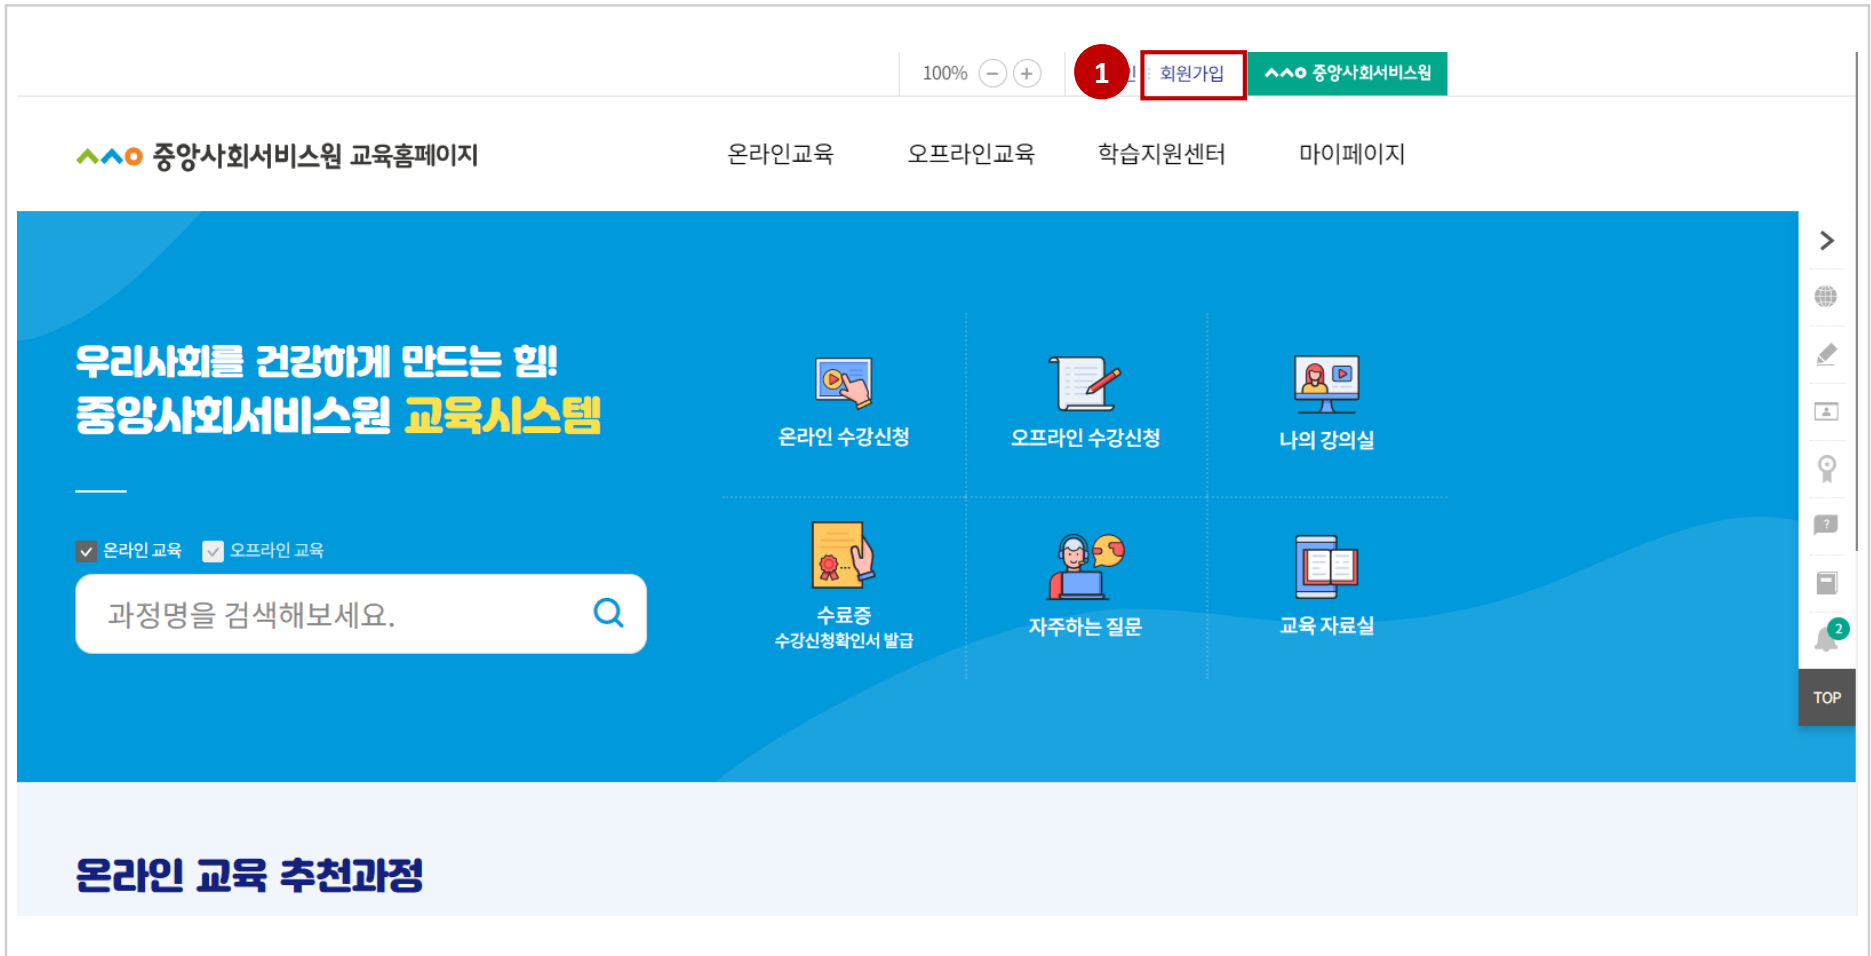 100%
1
인
회원가입
중앙사회서비스원
중앙사회서비스원 교육홈페이지
온라인교육
오프라인교육
학습지원센터
마이페이지
우리사회를 건강하게 만드는 힘!
중앙사회서비스원 교육시스템
온라인 교육
오프라인 교육
과정명을 검색해보세요.
온라인 수강신청
오프라인 수강신청
나의 강의실
수료증
수강신청확인서 발급
자주하는 질문
교육 자료실
?
2
TOP
온라인 교육 추천과정